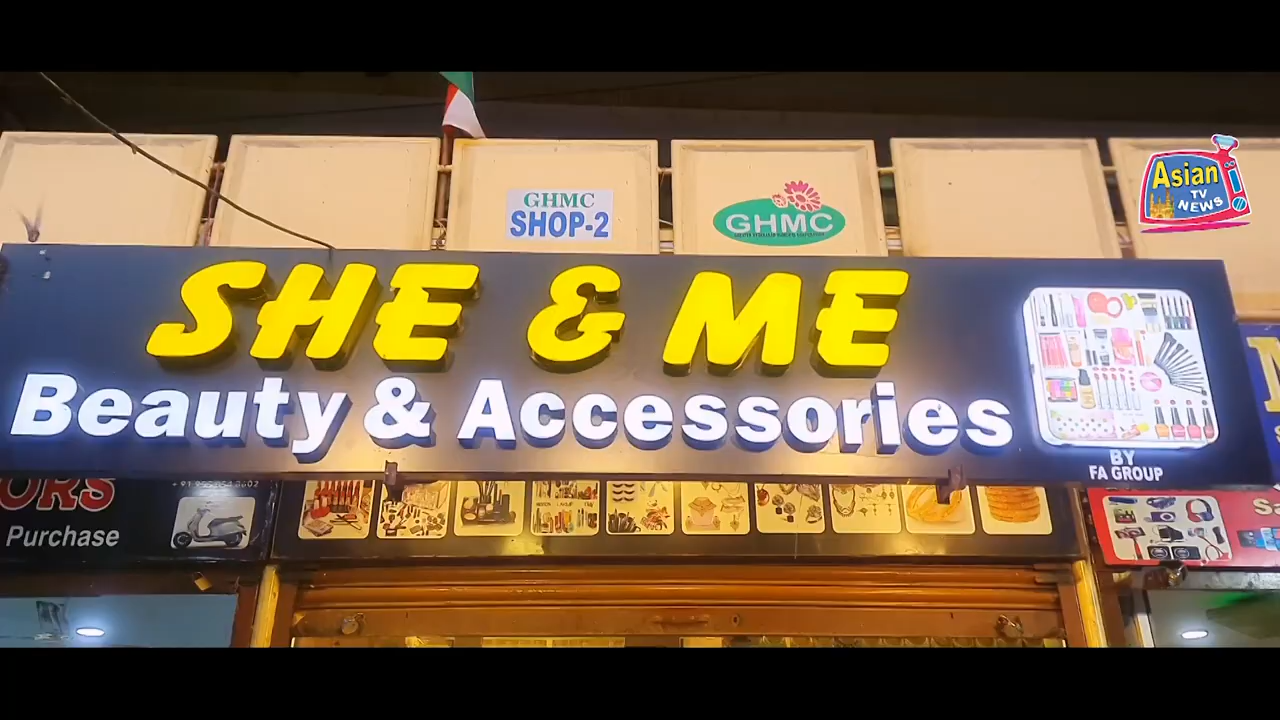 GHMC
SHOP-2
GHMC
Asian
TV
NEWS
SHE & ME
Beauty & Accessories
BY
FA GROUP
ORS
Purchase